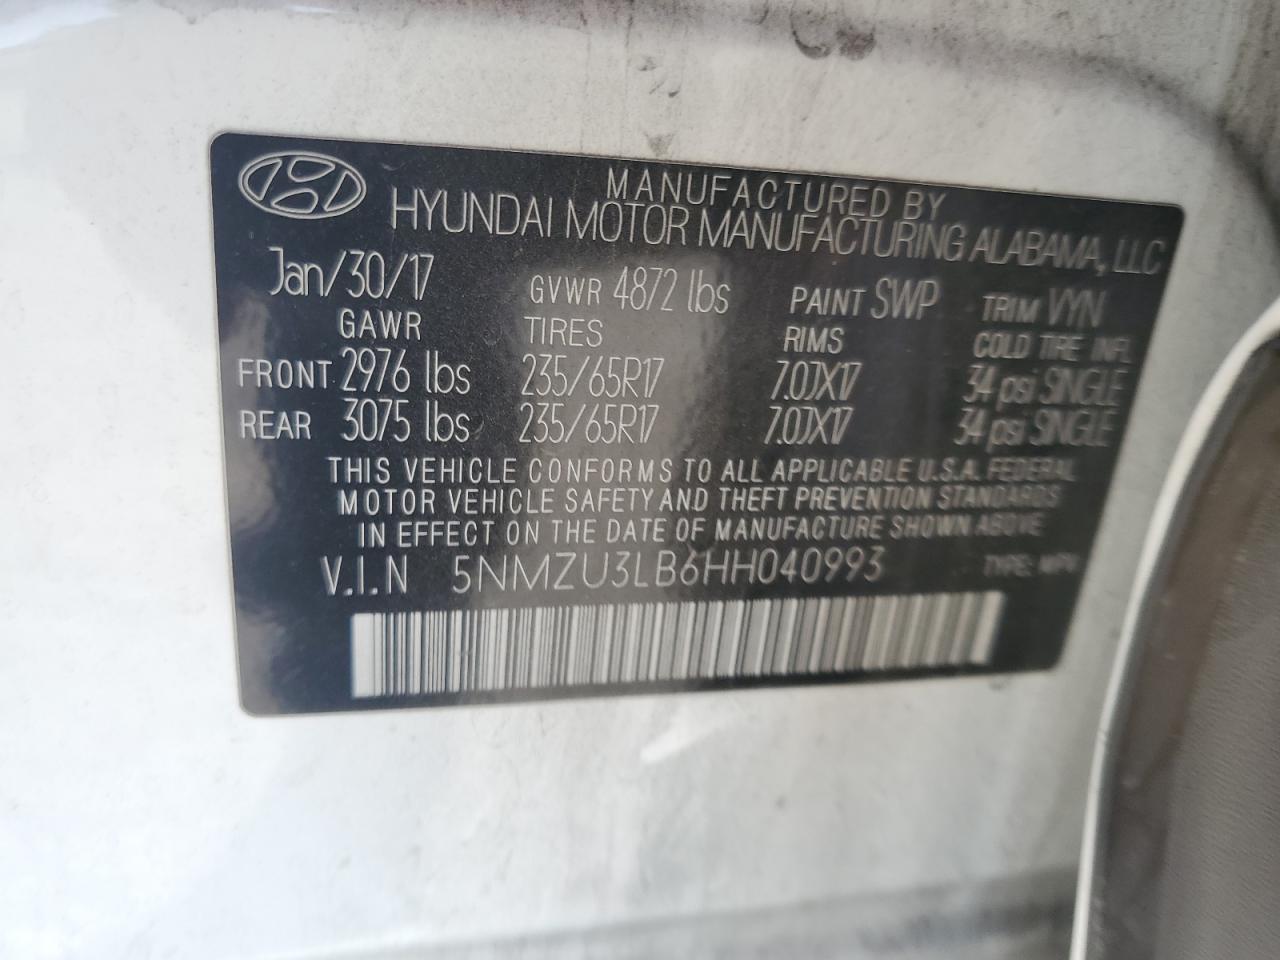 MANUFACTURED BY
HYUNDAI MOTOR MANUFACTURING ALABAMA, LLC
Jan/30/17 GVWR 4872 lbs PAINT SWP TRIM VYN
GAWR TIRES RIMS COLD TIRE INFL
FRONT 2976 lbs 235/65R17 7.0JX17 34 psi SINGLE
REAR 3075 lbs 235/65R17 7.0JX17 34 psi SINGLE
THIS VEHICLE CONFORMS TO ALL APPLICABLE U.S.A. FEDERAL
MOTOR VEHICLE SAFETY AND THEFT PREVENTION STANDARDS
IN EFFECT ON THE DATE OF MANUFACTURE SHOWN ABOVE
V.I.N 5NMZU3LB6HH040993 TYPE: MPV